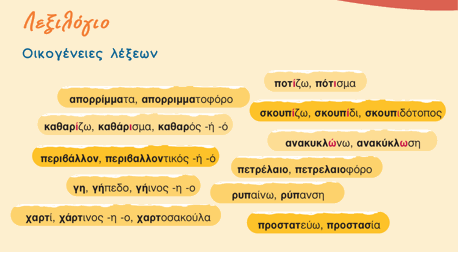 Λεξιλόγιο
Οικογένειες λέξεων
ποτίζω, πότισμα
απορρίμματα, απορριμματοφόρο
σκουπίζω, σκουπίδι, σκουπιδότοπος
καθαρίζω, καθάρισμα, καθαρός -ή -ό
ανακυκλώνω, ανακύκλωση
περιβάλλον, περιβαλλοντικός -ή -ό
πετρέλαιο, πετρελαιοφόρο
γη, γήπεδο, γήινος -η -ο
ρυπαίνω, ρύπανση
χαρτί, χάρτινος -η -ο, χαρτοσακούλα
προστατεύω, προστασία